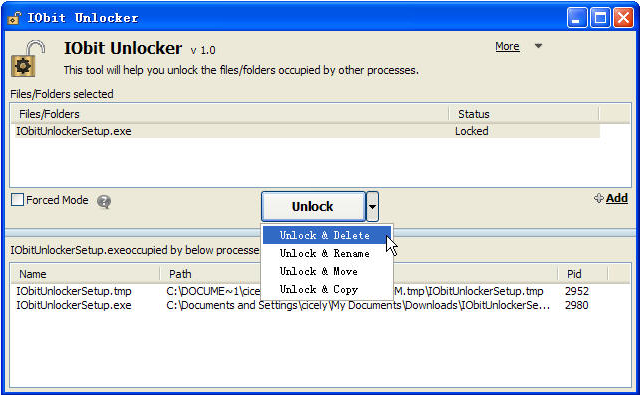 IObit Unlocker
IObit Unlocker v 1.0
More
This tool will help you unlock the files/folders occupied by other processes.
Files/Folders selected
Files/Folders Status
IObitUnlockerSetup.exe Locked
Forced Mode
Unlock
Add
Unlock & Delete
Unlock & Rename
Unlock & Move
Unlock & Copy
IObitUnlockerSetup.exeoccupied by below processe
Name Path Pid
IObitUnlockerSetup.tmp C:\DOCUME~1\cice M.tmp\IObitUnlockerSetup.tmp 2952
IObitUnlockerSetup.exe C:\Documents and Settings\cicely\My Documents\Downloads\IObitUnlockerSe... 2980